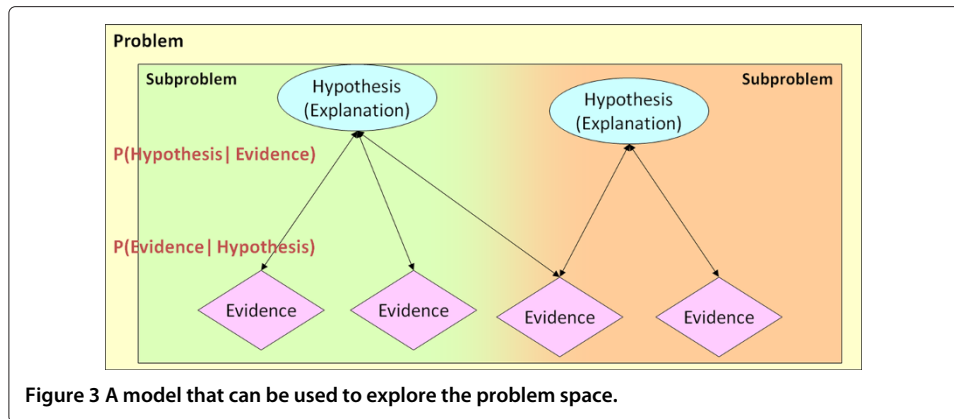 Problem
Subproblem
Subproblem
Hypothesis
(Explanation)
Hypothesis
(Explanation)
P(Hypothesis| Evidence)
P(Evidence| Hypothesis)
Evidence
Evidence
Evidence
Evidence
Figure 3 A model that can be used to explore the problem space.